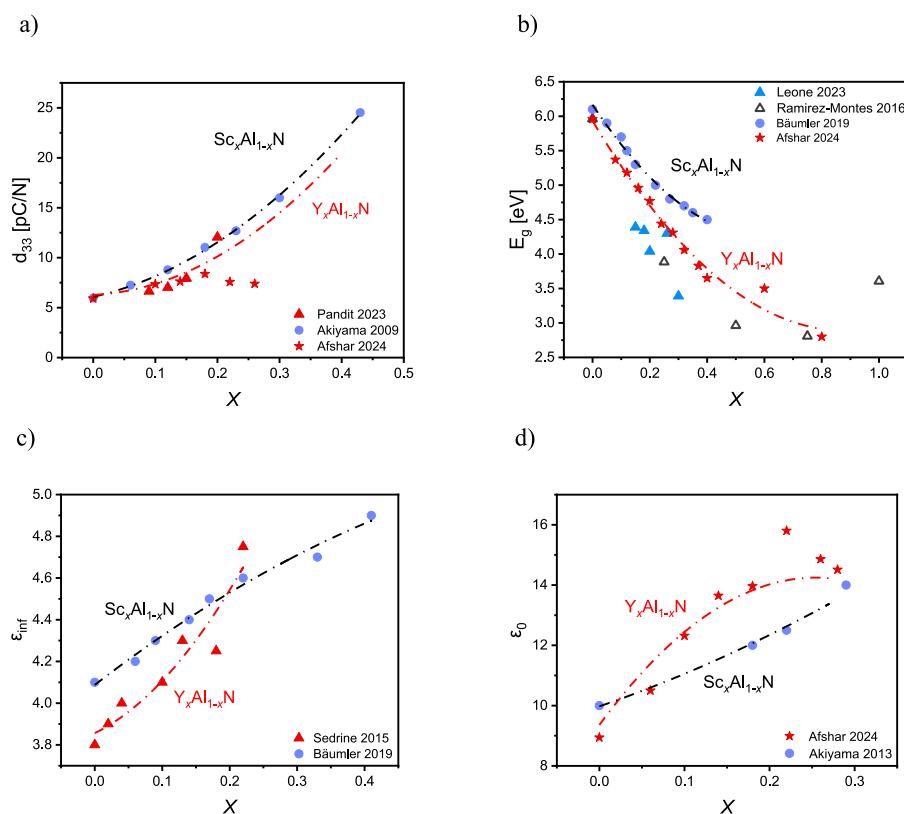 a)
25
20
15
10
5
0
0.0 0.1 0.2 0.3 0.4 0.5
d₃₃ [pC/N]
X
ScₓAl₁₋ₓN
YₓAl₁₋ₓN
Pandit 2023
Akiyama 2009
Afshar 2024
b)
6.5
6.0
5.5
5.0
4.5
4.0
3.5
3.0
2.5
0.0 0.2 0.4 0.6 0.8 1.0
E_g [eV]
X
Leone 2023
Ramirez-Montes 2016
Bäumler 2019
Afshar 2024
ScₓAl₁₋ₓN
YₓAl₁₋ₓN
c)
5.0
4.8
4.6
4.4
4.2
4.0
3.8
0.0 0.1 0.2 0.3 0.4
ε_inf
X
ScₓAl₁₋ₓN
YₓAl₁₋ₓN
Sedrine 2015
Bäumler 2019
d)
16
14
12
10
8
0.0 0.1 0.2 0.3
ε₀
X
YₓAl₁₋ₓN
ScₓAl₁₋ₓN
Afshar 2024
Akiyama 2013